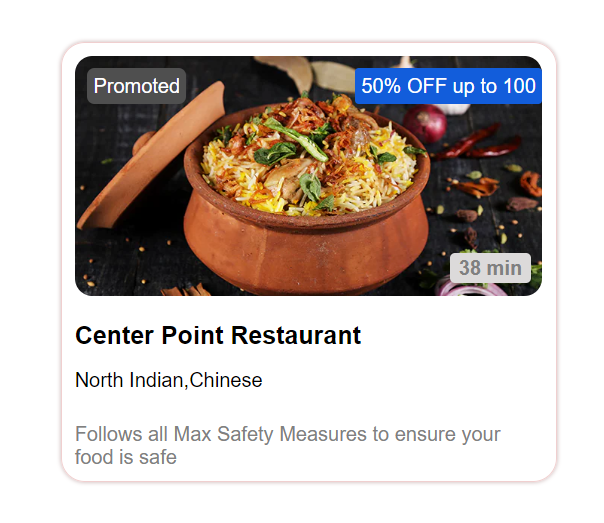 Promoted
50% OFF up to 100
38 min
Center Point Restaurant
North Indian,Chinese
Follows all Max Safety Measures to ensure your
food is safe